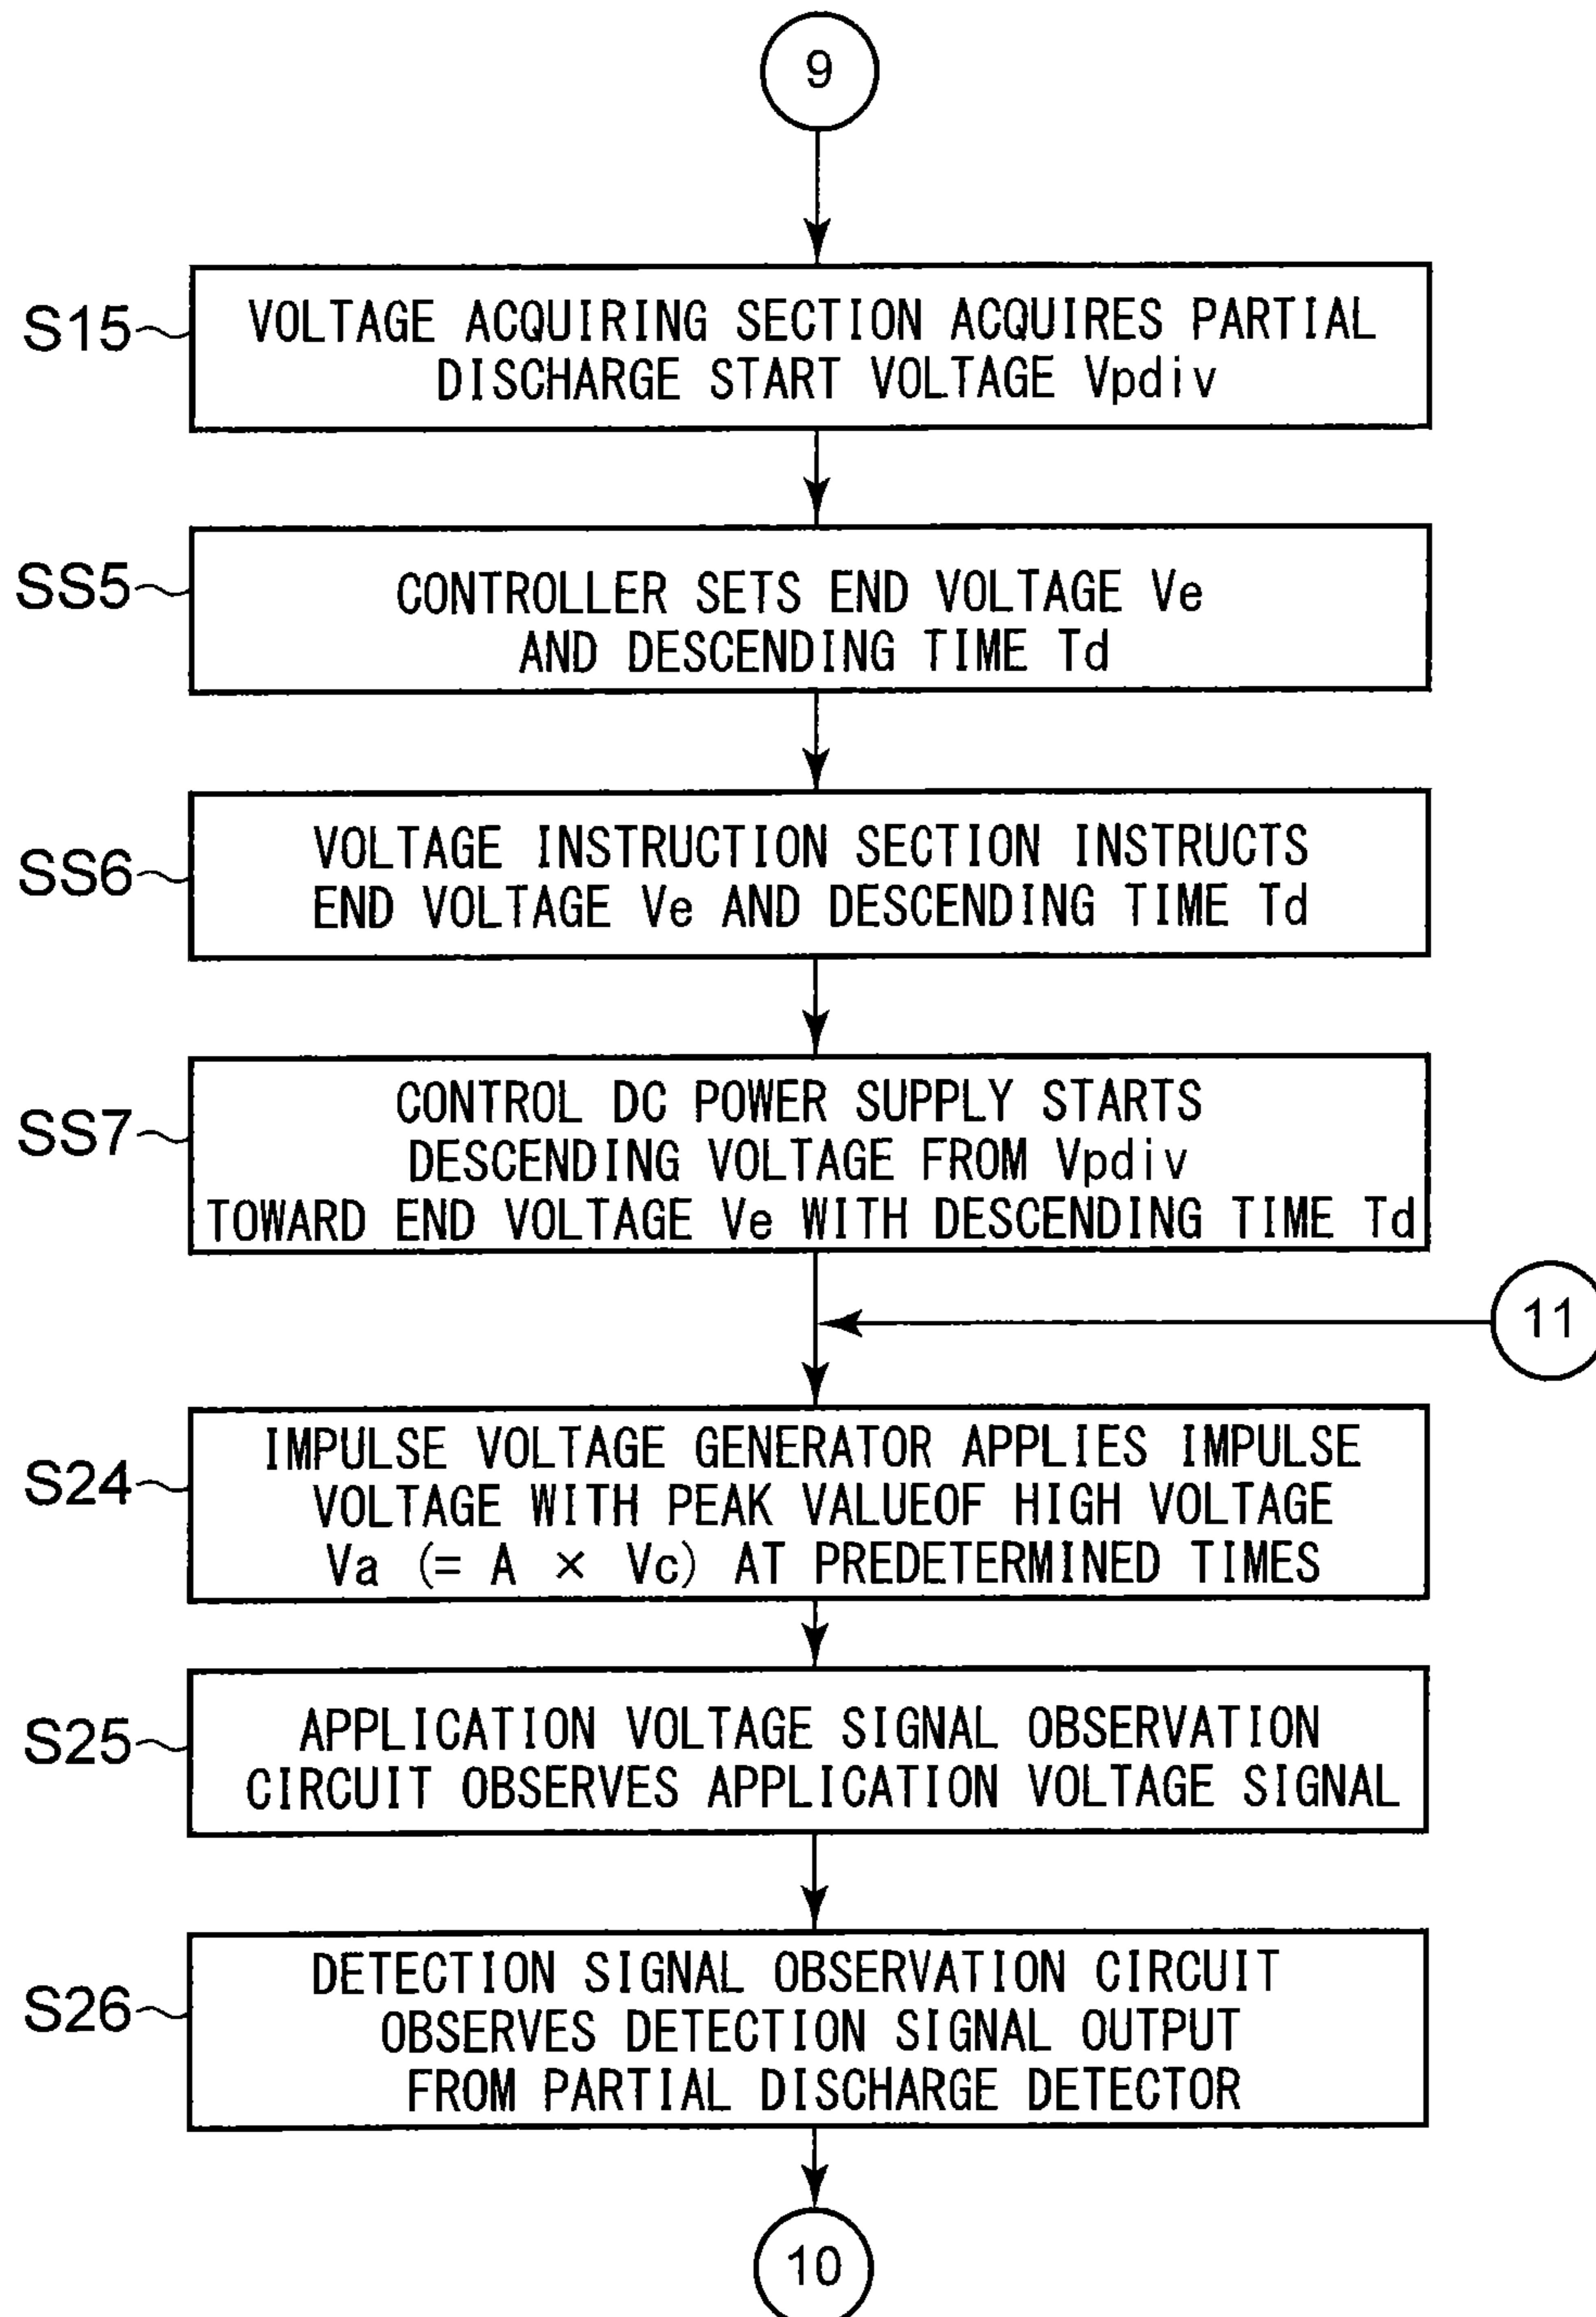 9
S15
VOLTAGE ACQUIRING SECTION ACQUIRES PARTIAL
DISCHARGE START VOLTAGE Vpdiv
SS5
CONTROLLER SETS END VOLTAGE Ve
AND DESCENDING TIME Td
SS6
VOLTAGE INSTRUCTION SECTION INSTRUCTS
END VOLTAGE Ve AND DESCENDING TIME Td
SS7
CONTROL DC POWER SUPPLY STARTS
DESCENDING VOLTAGE FROM Vpdiv
TOWARD END VOLTAGE Ve WITH DESCENDING TIME Td
11
S24
IMPULSE VOLTAGE GENERATOR APPLIES IMPULSE
VOLTAGE WITH PEAK VALUEOF HIGH VOLTAGE
Va (= A × Vc) AT PREDETERMINED TIMES
S25
APPLICATION VOLTAGE SIGNAL OBSERVATION
CIRCUIT OBSERVES APPLICATION VOLTAGE SIGNAL
S26
DETECTION SIGNAL OBSERVATION CIRCUIT
OBSERVES DETECTION SIGNAL OUTPUT
FROM PARTIAL DISCHARGE DETECTOR
10